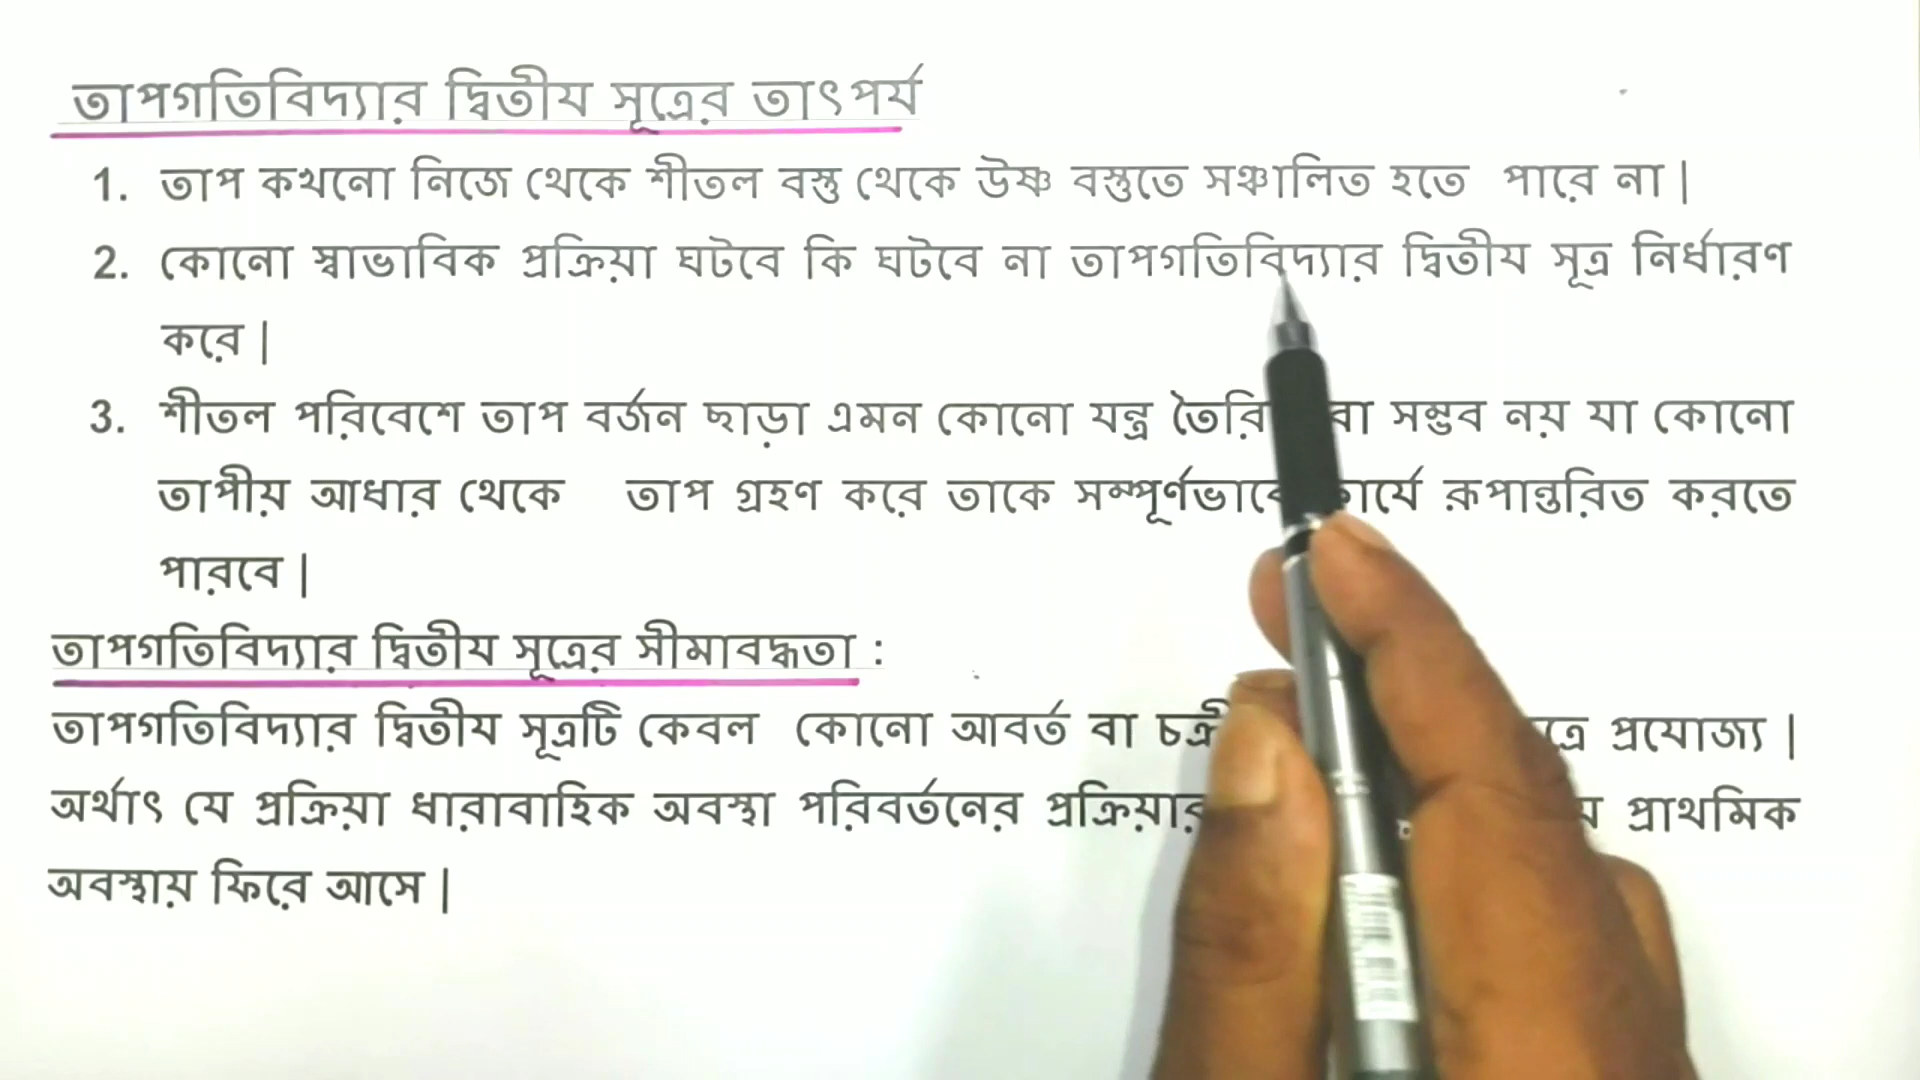 তাপগতিবিদ্যার দ্বিতীয় সূত্রের তাৎপর্য
1. তাপ কখনো নিজে থেকে শীতল বস্তু থেকে উষ্ণ বস্তুতে সঞ্চালিত হতে পারে না |
2. কোনো স্বাভাবিক প্রক্রিয়া ঘটবে কি ঘটবে না তাপগতিবিদ্যার দ্বিতীয় সূত্র নির্ধারণ
করে |
3. শীতল পরিবেশে তাপ বর্জন ছাড়া এমন কোনো যন্ত্র তৈরি সম্ভব নয় যা কোনো
তাপীয় আধার থেকে তাপ গ্রহণ করে তাকে সম্পূর্ণভাবে রূপান্তরিত করতে
পারবে |
তাপগতিবিদ্যার দ্বিতীয় সূত্রের সীমাবদ্ধতা :
তাপগতিবিদ্যার দ্বিতীয় সূত্রটি কেবল কোনো আবর্ত বা প্রযোজ্য |
অর্থাৎ যে প্রক্রিয়া ধারাবাহিক অবস্থা পরিবর্তনের প্রক্রিয়ার প্রাথমিক
অবস্থায় ফিরে আসে |